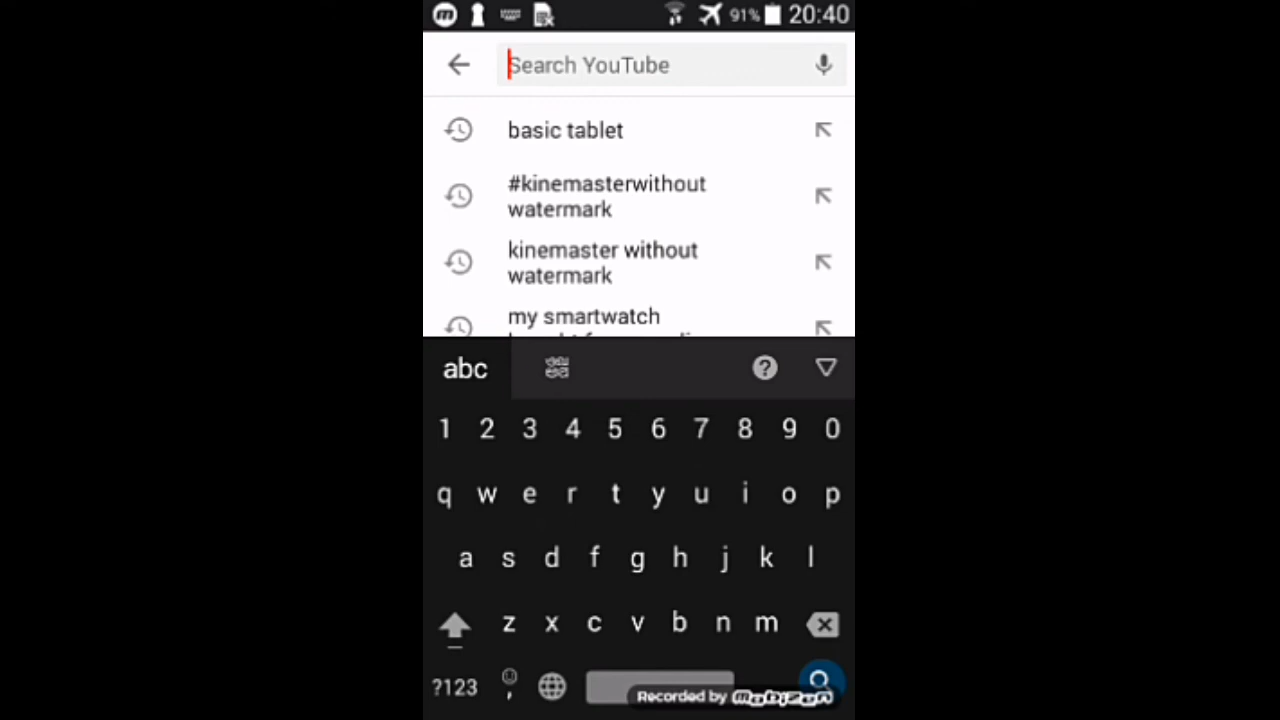 91% 20:40
Search YouTube
basic tablet
#kinemasterwithout
watermark
kinemaster without
watermark
my smartwatch
abc
1 2 3 4 5 6 7 8 9 0
q w e r t y u i o p
a s d f g h j k l
z x c v b n m
?123 ,
Recorded by mobizen